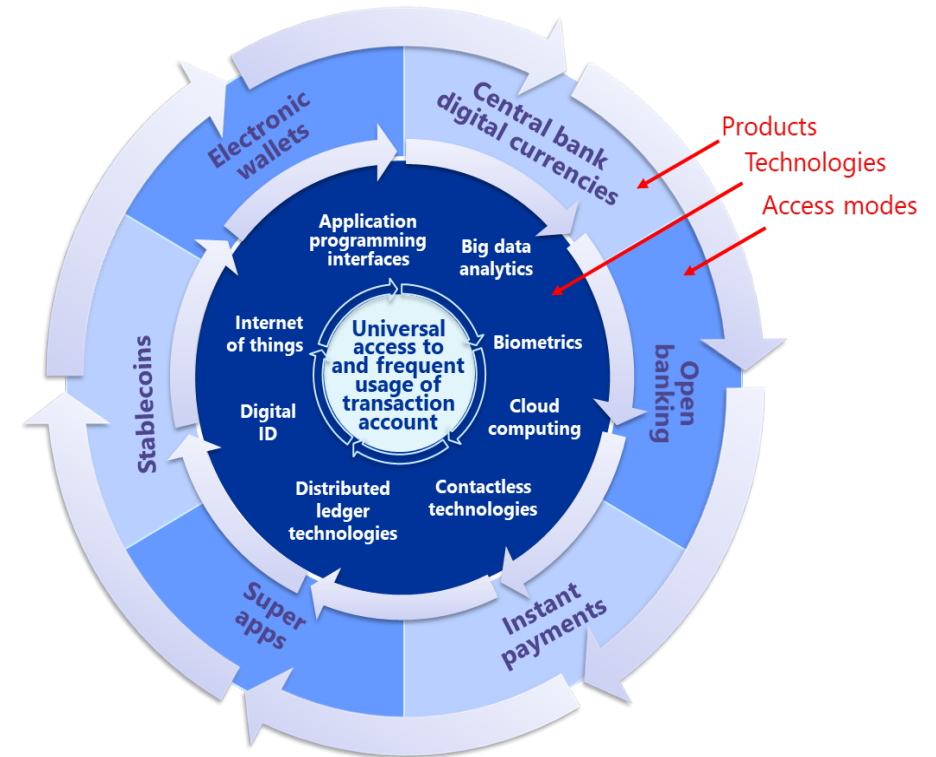 Electronic
wallets
Central bank
digital currencies
Products
Technologies
Access modes
Application
programming
interfaces
Big data
analytics
Internet
of things
Universal
access to
and frequent
usage of
transaction
account
Biometrics
Open
banking
Stablecoins
Digital
ID
Cloud
computing
Distributed
ledger
technologies
Contactless
technologies
Super
apps
Instant
payments